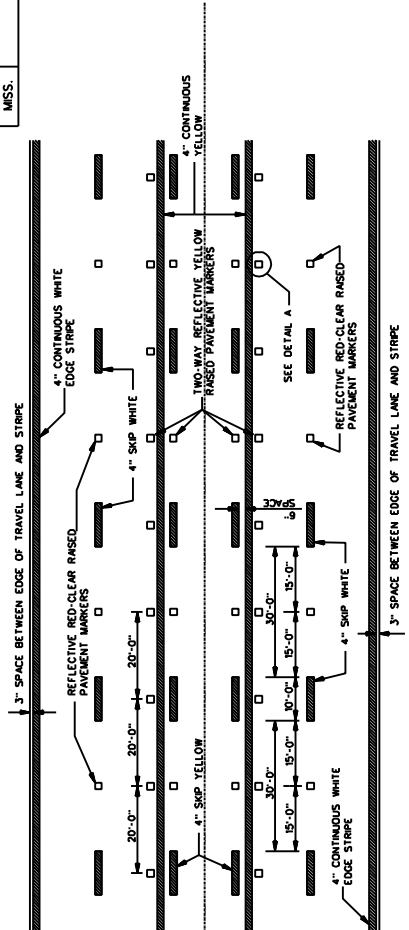 MISS.
3" SPACE BETWEEN EDGE OF TRAVEL LANE AND STRIPE
4" CONTINUOUS WHITE
EDGE STRIPE
REFLECTIVE RED-CLEAR RAISED
PAVEMENT MARKERS
4" SKIP WHITE
4" CONTINUOUS
YELLOW
20'-0"
20'-0"
20'-0"
TWO-WAY REFLECTIVE YELLOW
RAISED PAVEMENT MARKERS
4" SKIP YELLOW
6"
SPACE
SEE DETAIL A
30'-0"
30'-0"
15'-0"
15'-0"
10'-0"
15'-0"
15'-0"
REFLECTIVE RED-CLEAR RAISED
PAVEMENT MARKERS
4" SKIP WHITE
4" CONTINUOUS WHITE
EDGE STRIPE
3" SPACE BETWEEN EDGE OF TRAVEL LANE AND STRIPE